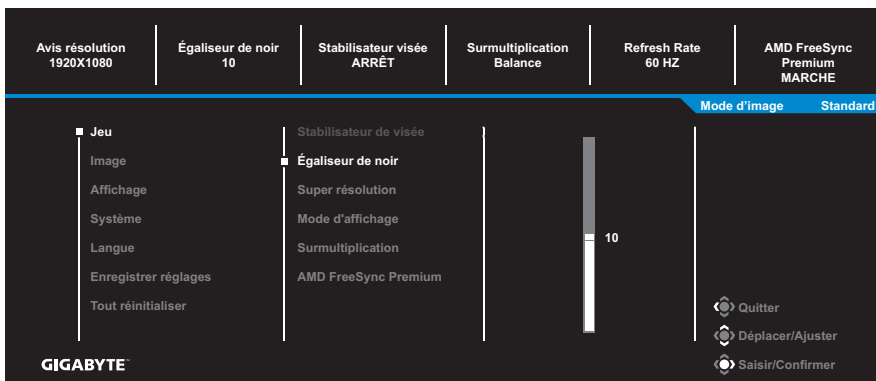 Avis résolution
1920X1080
Égaliseur de noir
10
Stabilisateur visée
ARRÊT
Surmultiplication
Balance
Refresh Rate
60 HZ
AMD FreeSync
Premium
MARCHE
Mode d'image Standard
Jeu
Image
Affichage
Système
Langue
Enregistrer réglages
Tout réinitialiser
Stabilisateur de visée
Égaliseur de noir
Super résolution
Mode d'affichage
Surmultiplication
AMD FreeSync Premium
10
Quitter
Déplacer/Ajuster
Saisir/Confirmer
GIGABYTE™